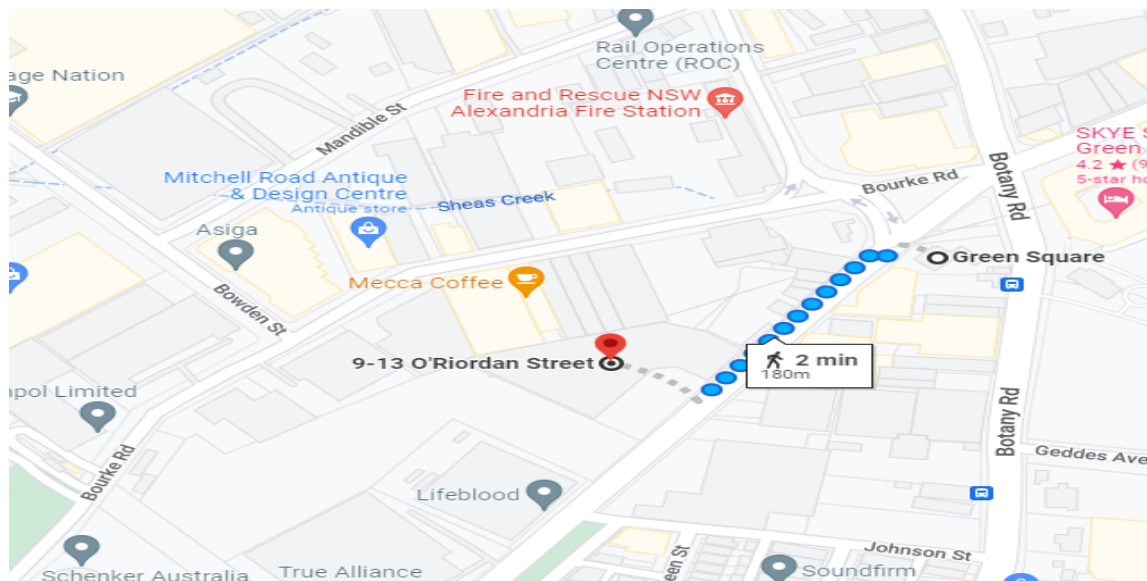 Rail Operations
Centre (ROC)
age Nation
Fire and Rescue NSW
Alexandria Fire Station
Mandible St
SKYE S
Green
4.2 ★ (9
5-star ho
Botany Rd
Bourke Rd
Mitchell Road Antique
& Design Centre
Antique store
Sheas Creek
Asiga
Green Square
Mecca Coffee
Bowden St
9-13 O'Riordan Street
2 min
180m
npol Limited
Botany Rd
Geddes Ave
Bourke Rd
Lifeblood
Johnson St
een St
Schenker Australia
True Alliance
Soundfirm